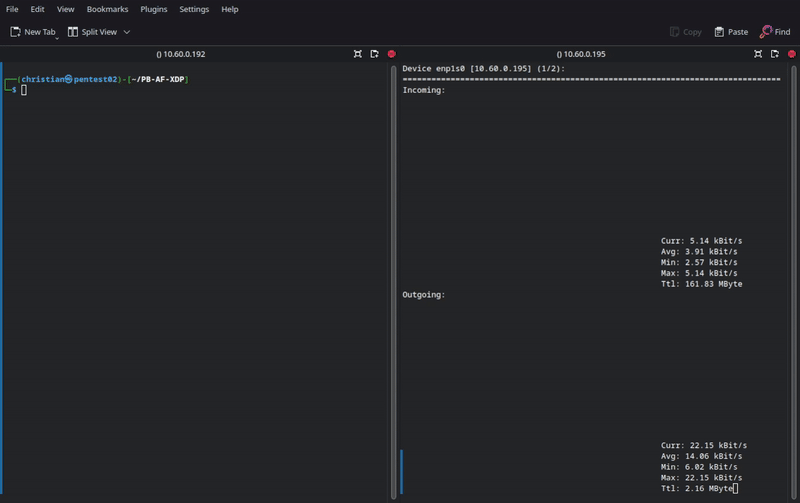 File Edit View Bookmarks Plugins Settings Help
New Tab Split View Copy Paste Find
() 10.60.0.192
() 10.60.0.195
┌──(christian㉿pentest02)-[~/PB-AF-XDP]
└─$
Device enp1s0 [10.60.0.195] (1/2):
================================================================================
Incoming:
Curr: 5.14 kBit/s
Avg: 3.91 kBit/s
Min: 2.57 kBit/s
Max: 5.14 kBit/s
Ttl: 161.83 MByte
Outgoing:
Curr: 22.15 kBit/s
Avg: 14.06 kBit/s
Min: 6.02 kBit/s
Max: 22.15 kBit/s
Ttl: 2.16 MByte